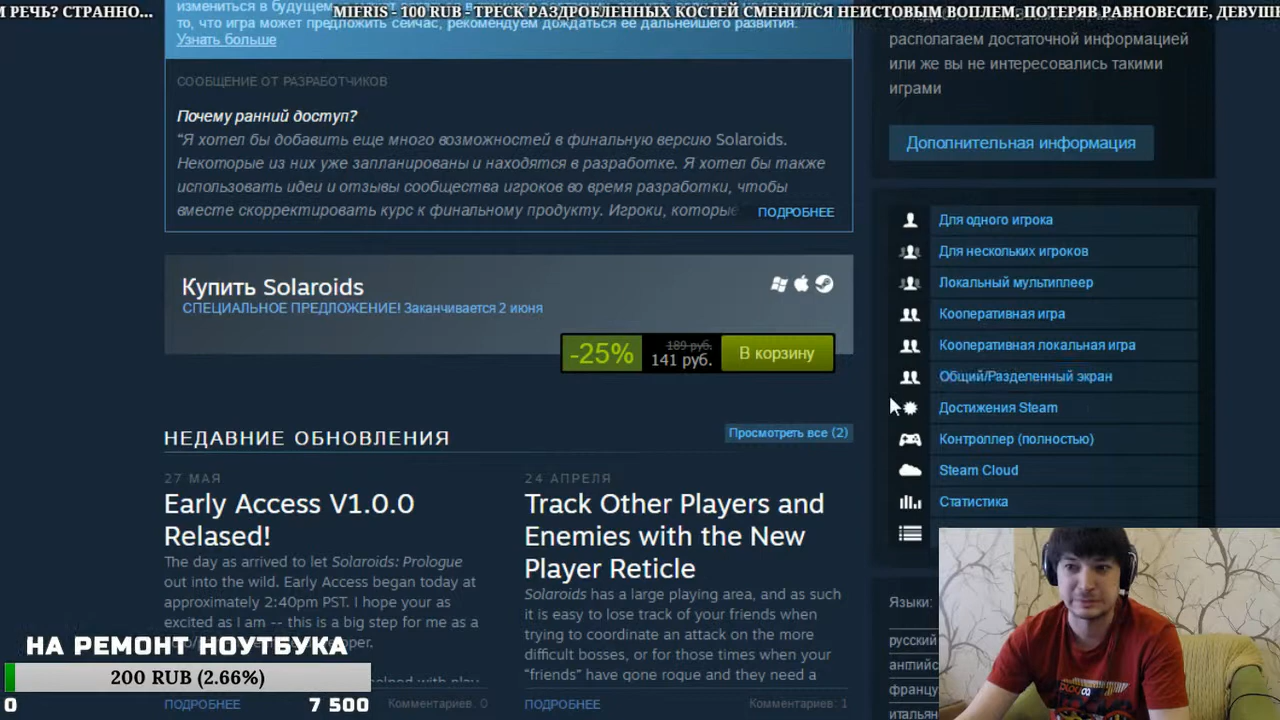 М РЕЧЬ? СТРАННО...
MIERIS - 100 RUB - ТРЕСК РАЗДРОБЛЕННЫХ КОСТЕЙ СМЕНИЛСЯ НЕИСТОВЫМ ВОПЛЕМ, ПОТЕРЯВ РАВНОВЕСИЕ, ДЕВУШ
то, что игра может предложить сейчас, рекомендуем дождаться её дальнейшего развития.
Узнать больше
СООБЩЕНИЕ ОТ РАЗРАБОТЧИКОВ
Почему ранний доступ?
“Я хотел бы добавить еще много возможностей в финальную версию Solaroids.
Некоторые из них уже запланированы и находятся в разработке. Я хотел бы также
использовать идеи и отзывы сообщества игроков во время разработки, чтобы
вместе скорректировать курс к финальному продукту. Игроки, которые
ПОДРОБНЕЕ
Купить Solaroids
СПЕЦИАЛЬНОЕ ПРЕДЛОЖЕНИЕ! Заканчивается 2 июня
-25%
189 руб.
141 руб.
В корзину
НЕДАВНИЕ ОБНОВЛЕНИЯ
Просмотреть все (2)
27 МАЯ
Early Access V1.0.0
Relased!
The day as arrived to let Solaroids: Prologue
out into the wild. Early Access began today at
approximately 2:40pm PST. I hope your as
excited as I am -- this is a big step for me as a
ПОДРОБНЕЕ
Комментариев: 0
24 АПРЕЛЯ
Track Other Players and
Enemies with the New
Player Reticle
Solaroids has a large playing area, and as such
it is easy to lose track of your friends when
trying to coordinate an attack on the more
difficult bosses, or for those times when your
“friends” have gone rogue and they need a
ПОДРОБНЕЕ
Комментариев: 1
располагаем достаточной информацией
или же вы не интересовались такими
играми
Дополнительная информация
Для одного игрока
Для нескольких игроков
Локальный мультиплеер
Кооперативная игра
Кооперативная локальная игра
Общий/Разделенный экран
Достижения Steam
Контроллер (полностью)
Steam Cloud
Статистика
Языки:
русский
НА РЕМОНТ НОУТБУКА
200 RUB (2.66%)
0
7 500